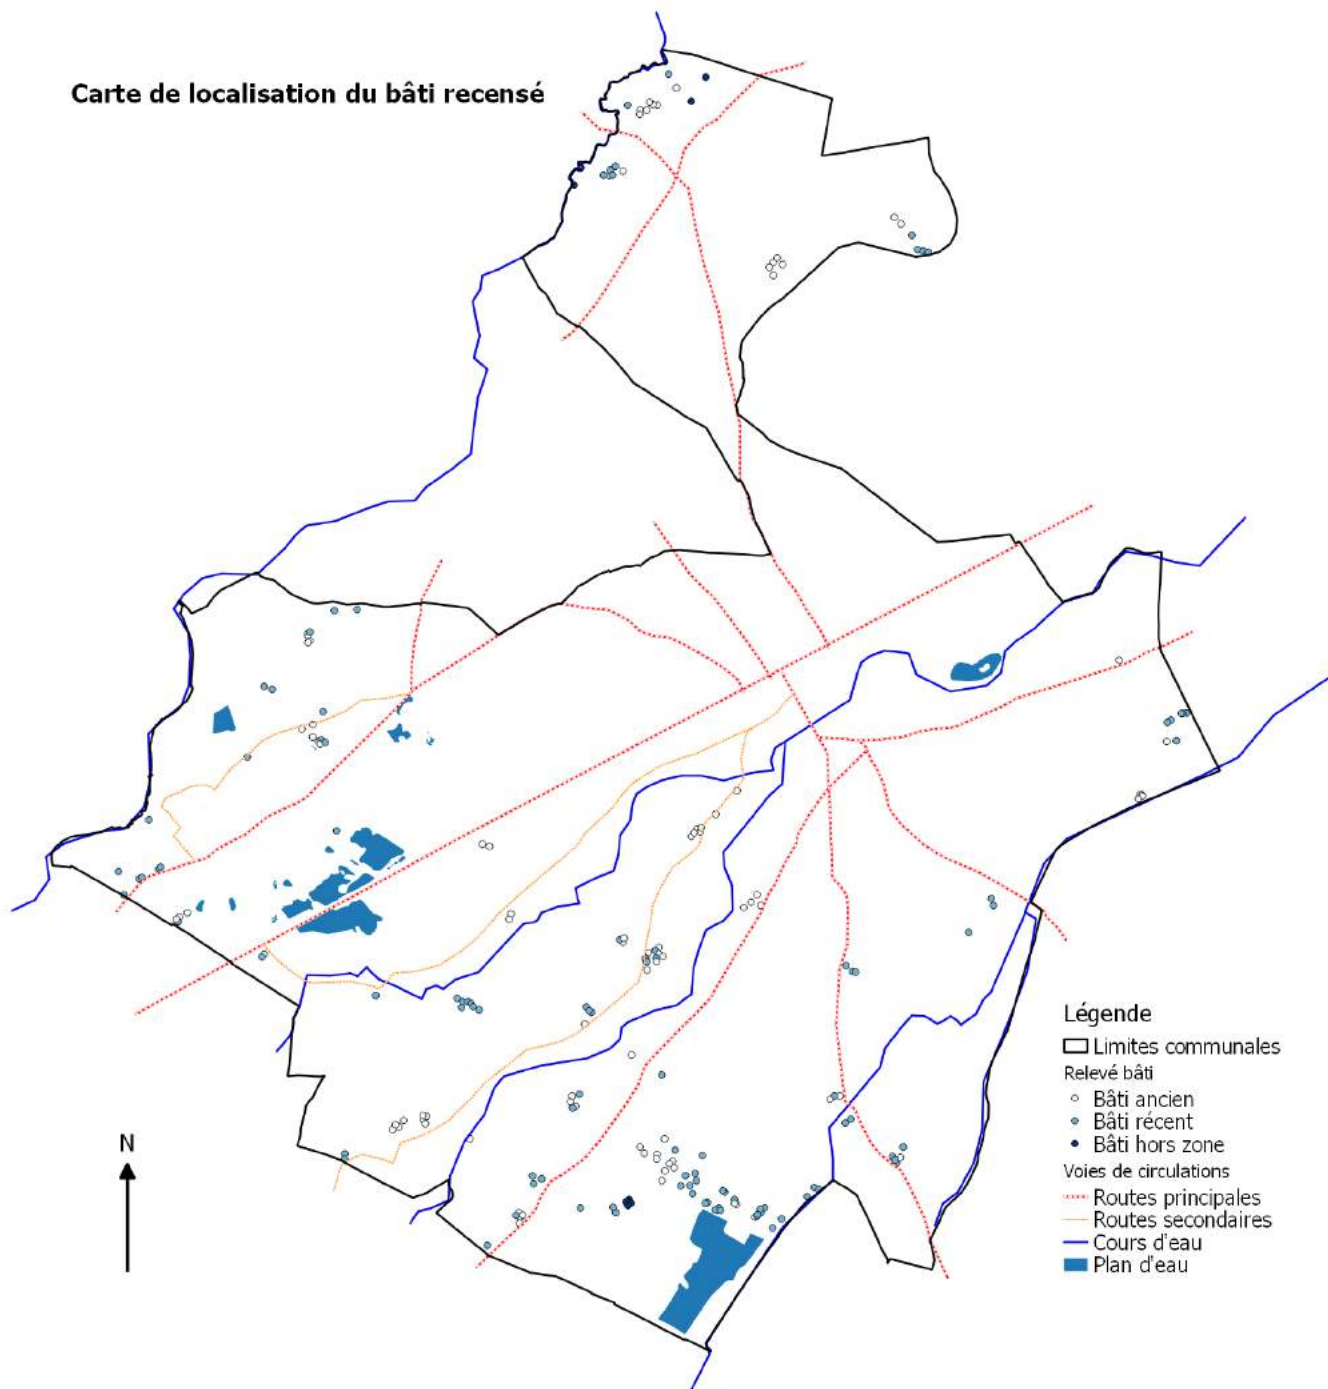 Carte de localisation du bâti recensé
N
Légende
Limites communales
Relevé bâti
Bâti ancien
Bâti récent
Bâti hors zone
Voies de circulations
Routes principales
Routes secondaires
Cours d'eau
Plan d'eau